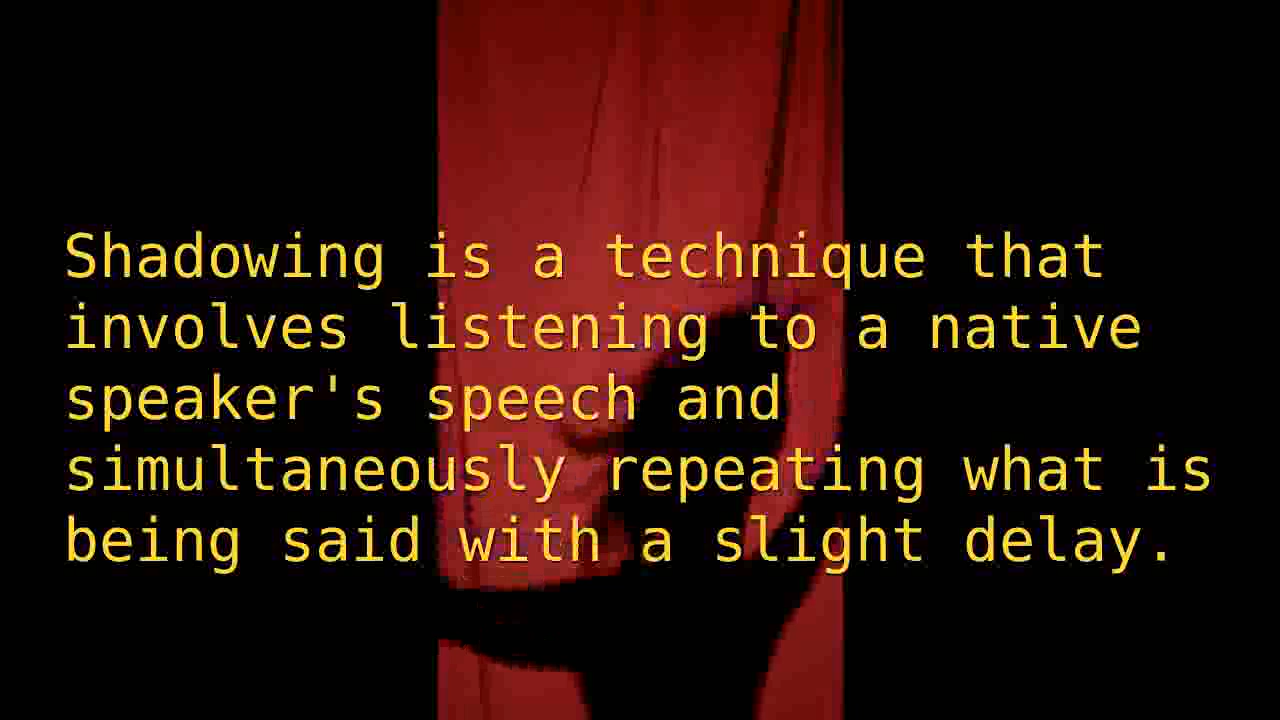 Shadowing is a technique that
involves listening to a native
speaker's speech and
simultaneously repeating what is
being said with a slight delay.